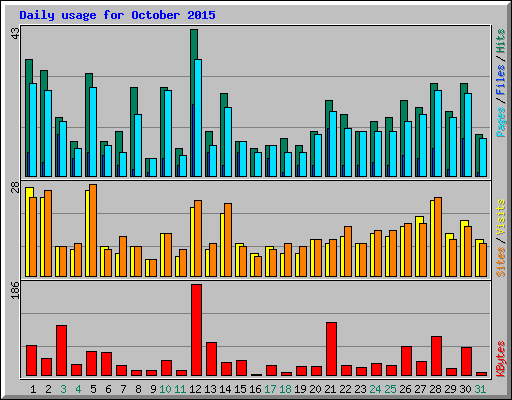 Daily usage for October 2015
43
Pages / Files / Hits
28
Sites / Visits
186
KBytes
1 2 3 4 5 6 7 8 9 10 11 12 13 14 15 16 17 18 19 20 21 22 23 24 25 26 27 28 29 30 31